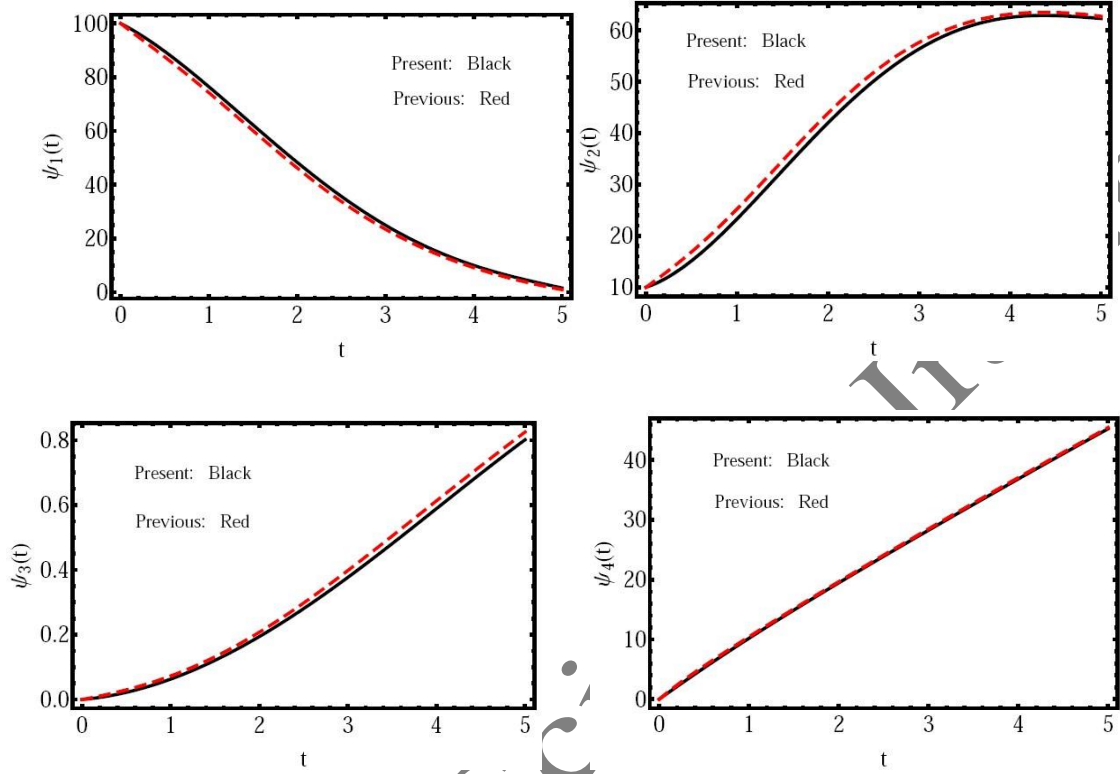 100
80
60
40
20
0
ψ1(t)
Present: Black
Previous: Red
0 1 2 3 4 5
t
60
50
40
30
20
10
ψ2(t)
Present: Black
Previous: Red
0 1 2 3 4 5
t
0.8
0.6
0.4
0.2
0.0
ψ3(t)
Present: Black
Previous: Red
0 1 2 3 4 5
t
40
30
20
10
0
ψ4(t)
Present: Black
Previous: Red
0 1 2 3 4 5
t